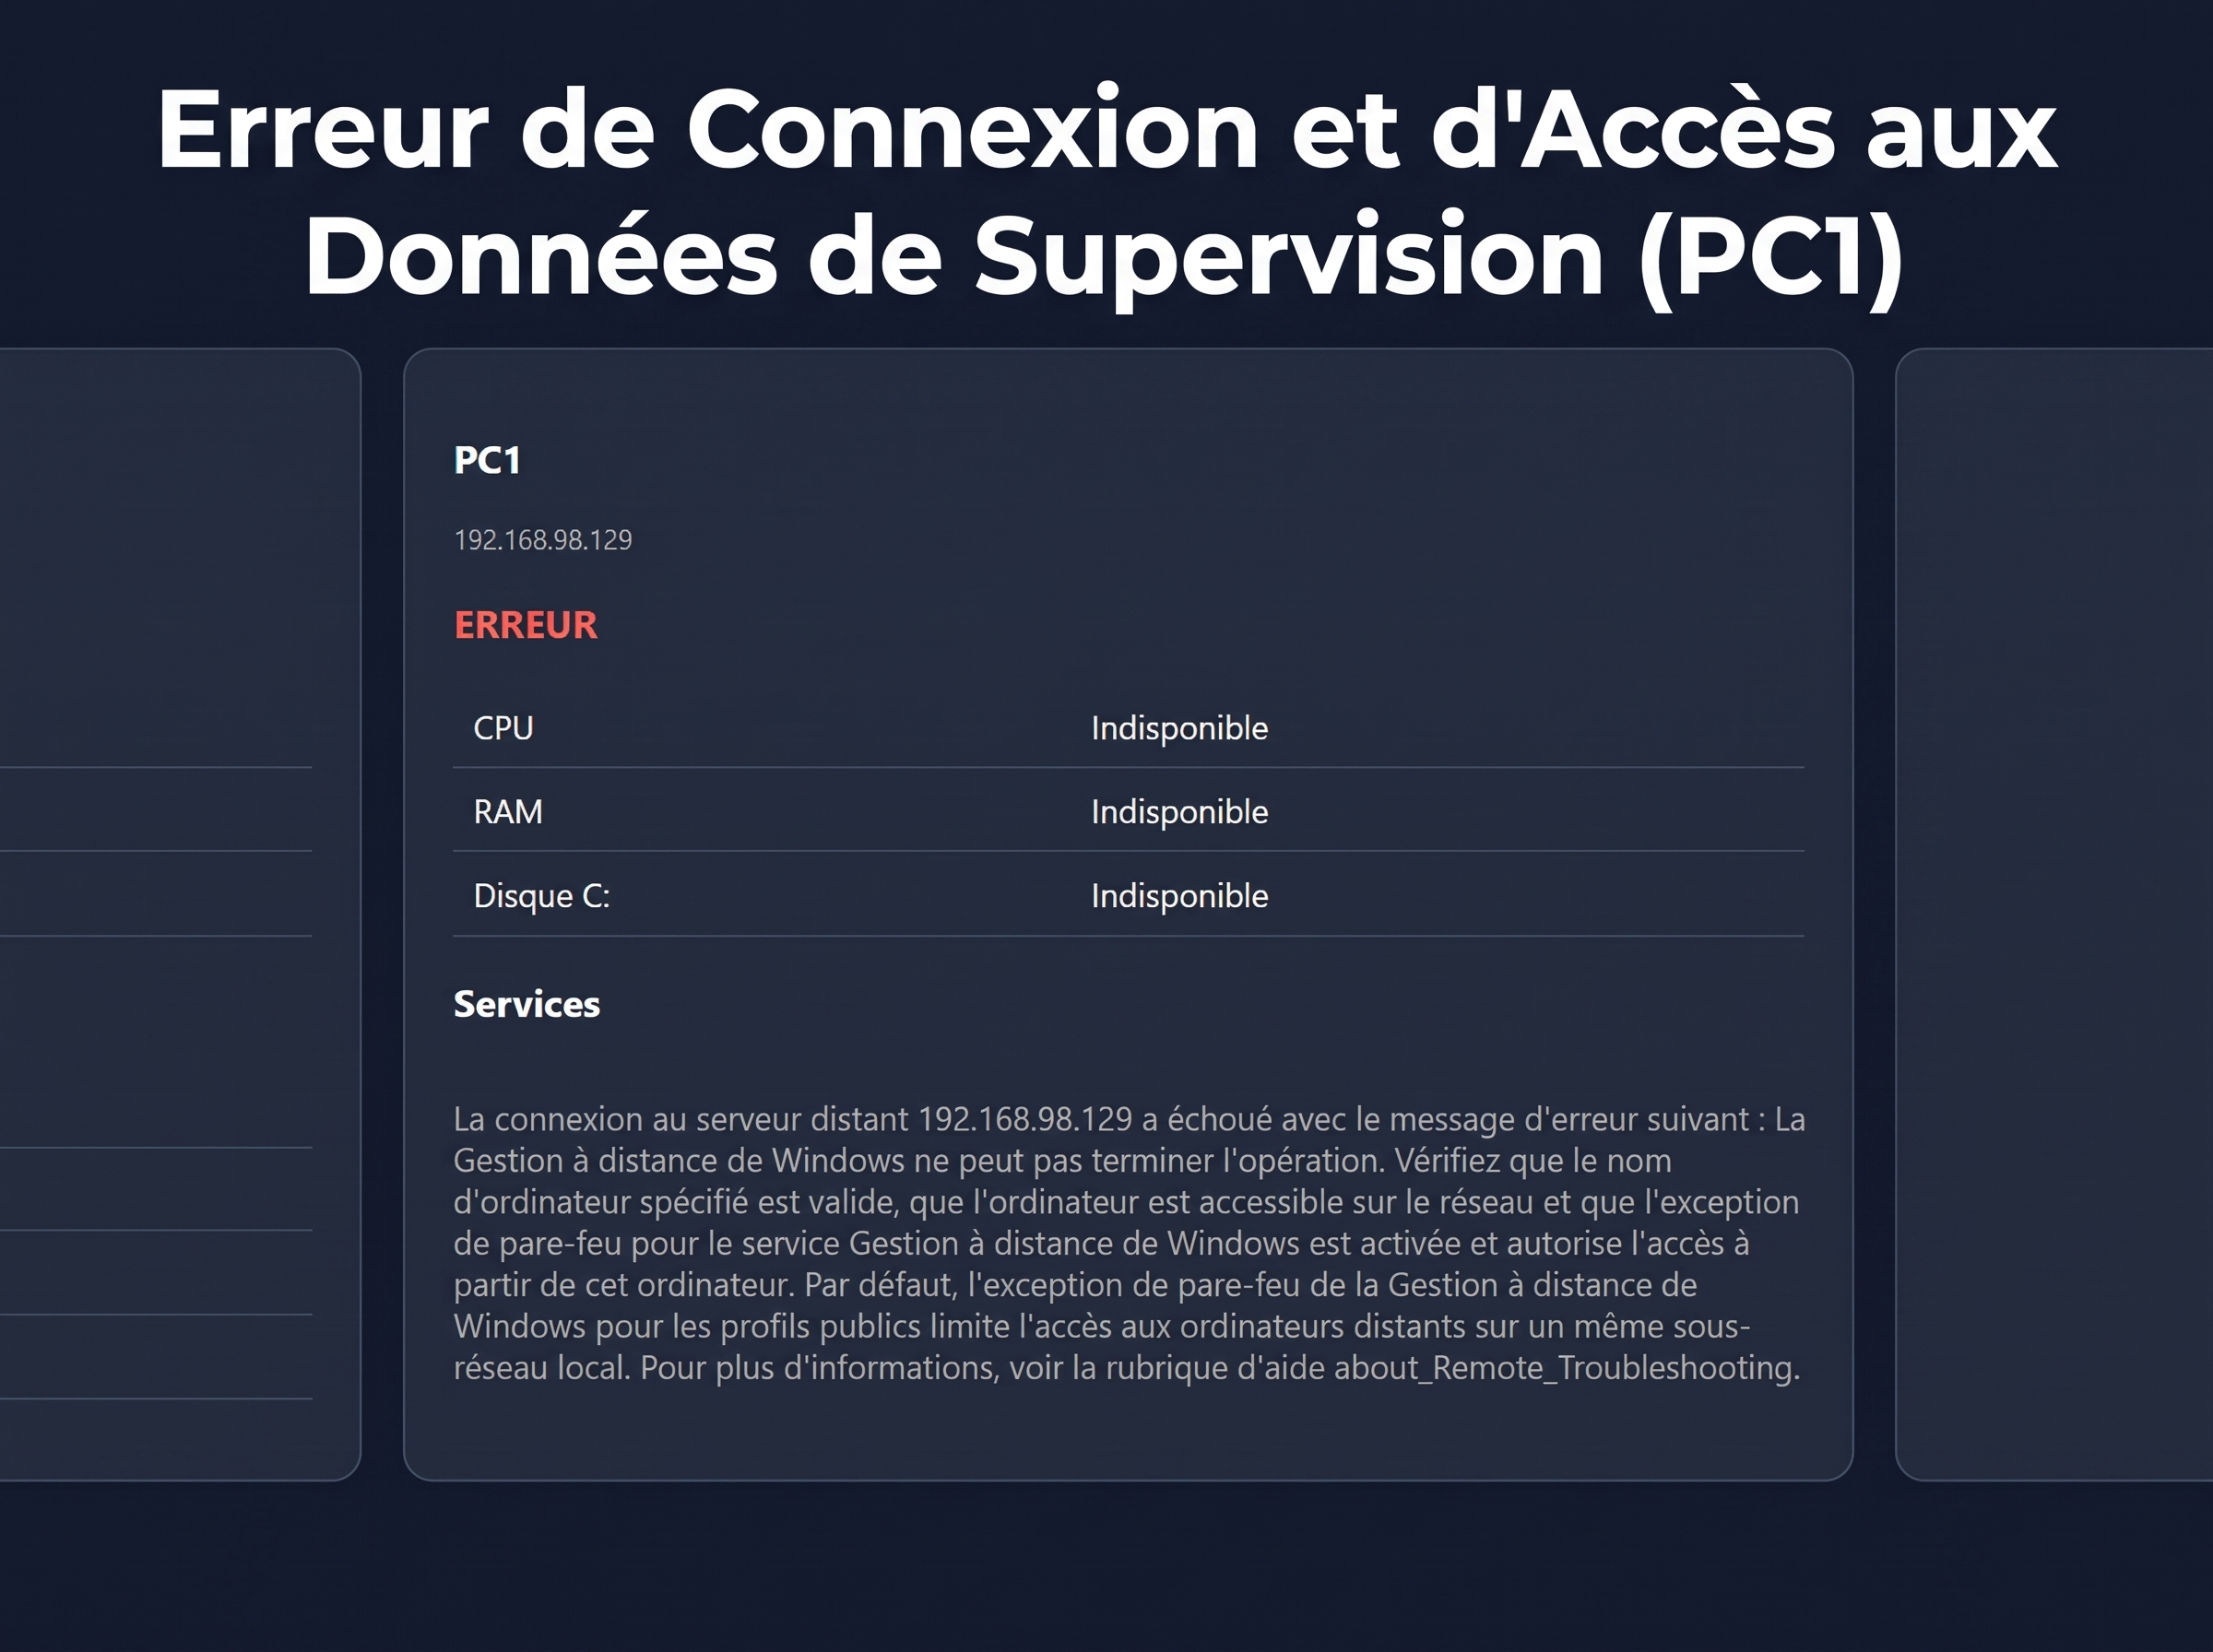 Erreur de Connexion et d'Accès aux
Données de Supervision (PC1)
PC1
192.168.98.129
ERREUR
CPU Indisponible
RAM Indisponible
Disque C: Indisponible
Services
La connexion au serveur distant 192.168.98.129 a échoué avec le message d'erreur suivant : La
Gestion à distance de Windows ne peut pas terminer l'opération. Vérifiez que le nom
d'ordinateur spécifié est valide, que l'ordinateur est accessible sur le réseau et que l'exception
de pare-feu pour le service Gestion à distance de Windows est activée et autorise l'accès à
partir de cet ordinateur. Par défaut, l'exception de pare-feu de la Gestion à distance de
Windows pour les profils publics limite l'accès aux ordinateurs distants sur un même sous-
réseau local. Pour plus d'informations, voir la rubrique d'aide about_Remote_Troubleshooting.